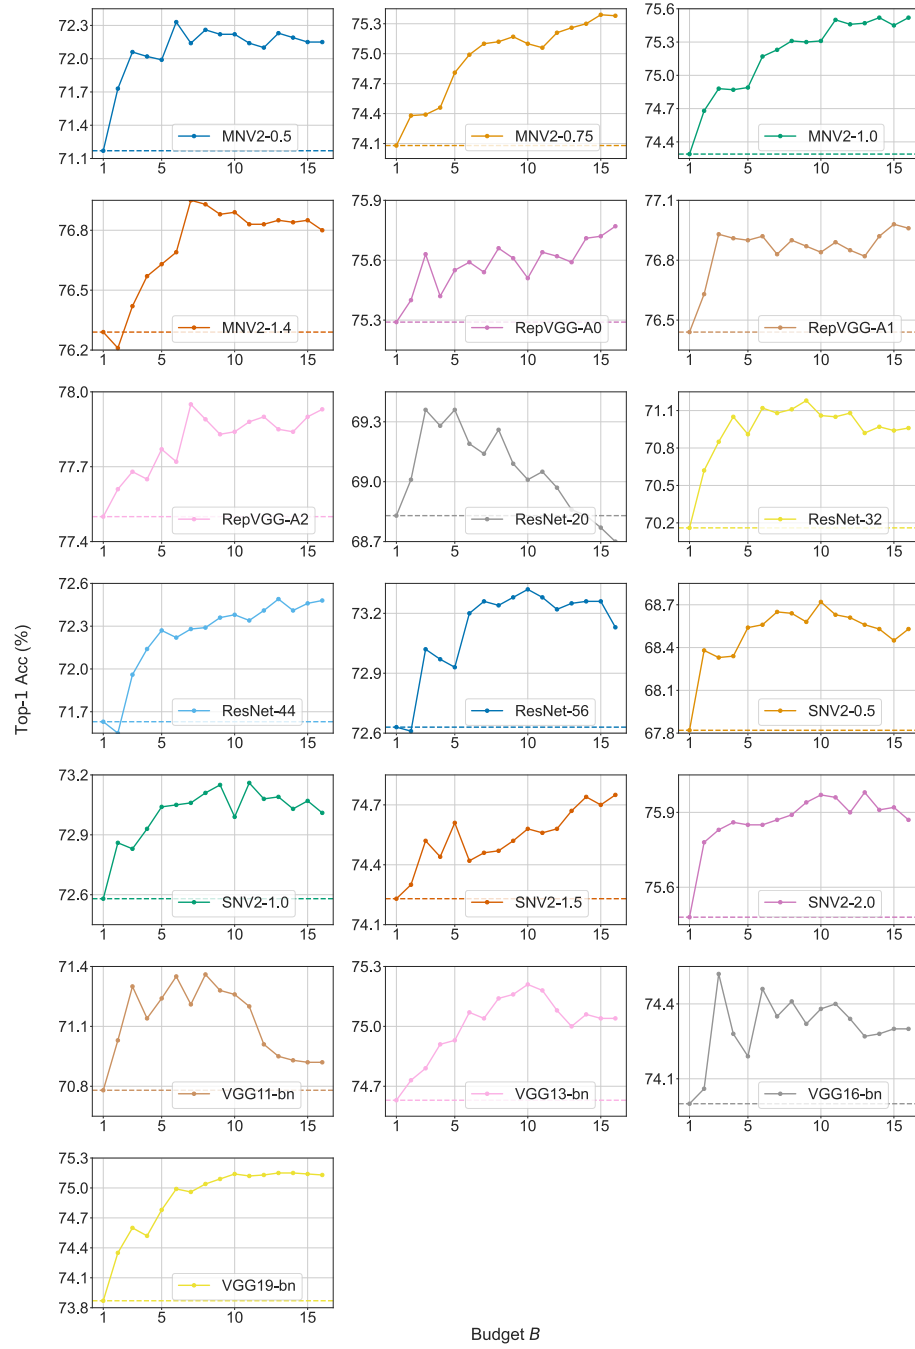 72.3
72.0
71.7
71.4
71.1
1 5 10 15
MNV2-0.5
75.3
75.0
74.7
74.4
74.1
1 5 10 15
MNV2-0.75
75.6
75.3
75.0
74.7
74.4
1 5 10 15
MNV2-1.0
76.8
76.5
76.2
1 5 10 15
MNV2-1.4
75.9
75.6
75.3
1 5 10 15
RepVGG-A0
77.1
76.8
76.5
1 5 10 15
RepVGG-A1
78.0
77.7
77.4
1 5 10 15
RepVGG-A2
69.3
69.0
68.7
1 5 10 15
ResNet-20
71.1
70.8
70.5
70.2
1 5 10 15
ResNet-32
Top-1 Acc (%)
72.6
72.3
72.0
71.7
1 5 10 15
ResNet-44
73.2
72.9
72.6
1 5 10 15
ResNet-56
68.7
68.4
68.1
67.8
1 5 10 15
SNV2-0.5
73.2
72.9
72.6
1 5 10 15
SNV2-1.0
74.7
74.4
74.1
1 5 10 15
SNV2-1.5
75.9
75.6
1 5 10 15
SNV2-2.0
71.4
71.1
70.8
1 5 10 15
VGG11-bn
75.3
75.0
74.7
1 5 10 15
VGG13-bn
74.4
74.1
1 5 10 15
VGG16-bn
75.3
75.0
74.7
74.4
74.1
73.8
1 5 10 15
VGG19-bn
Budget B